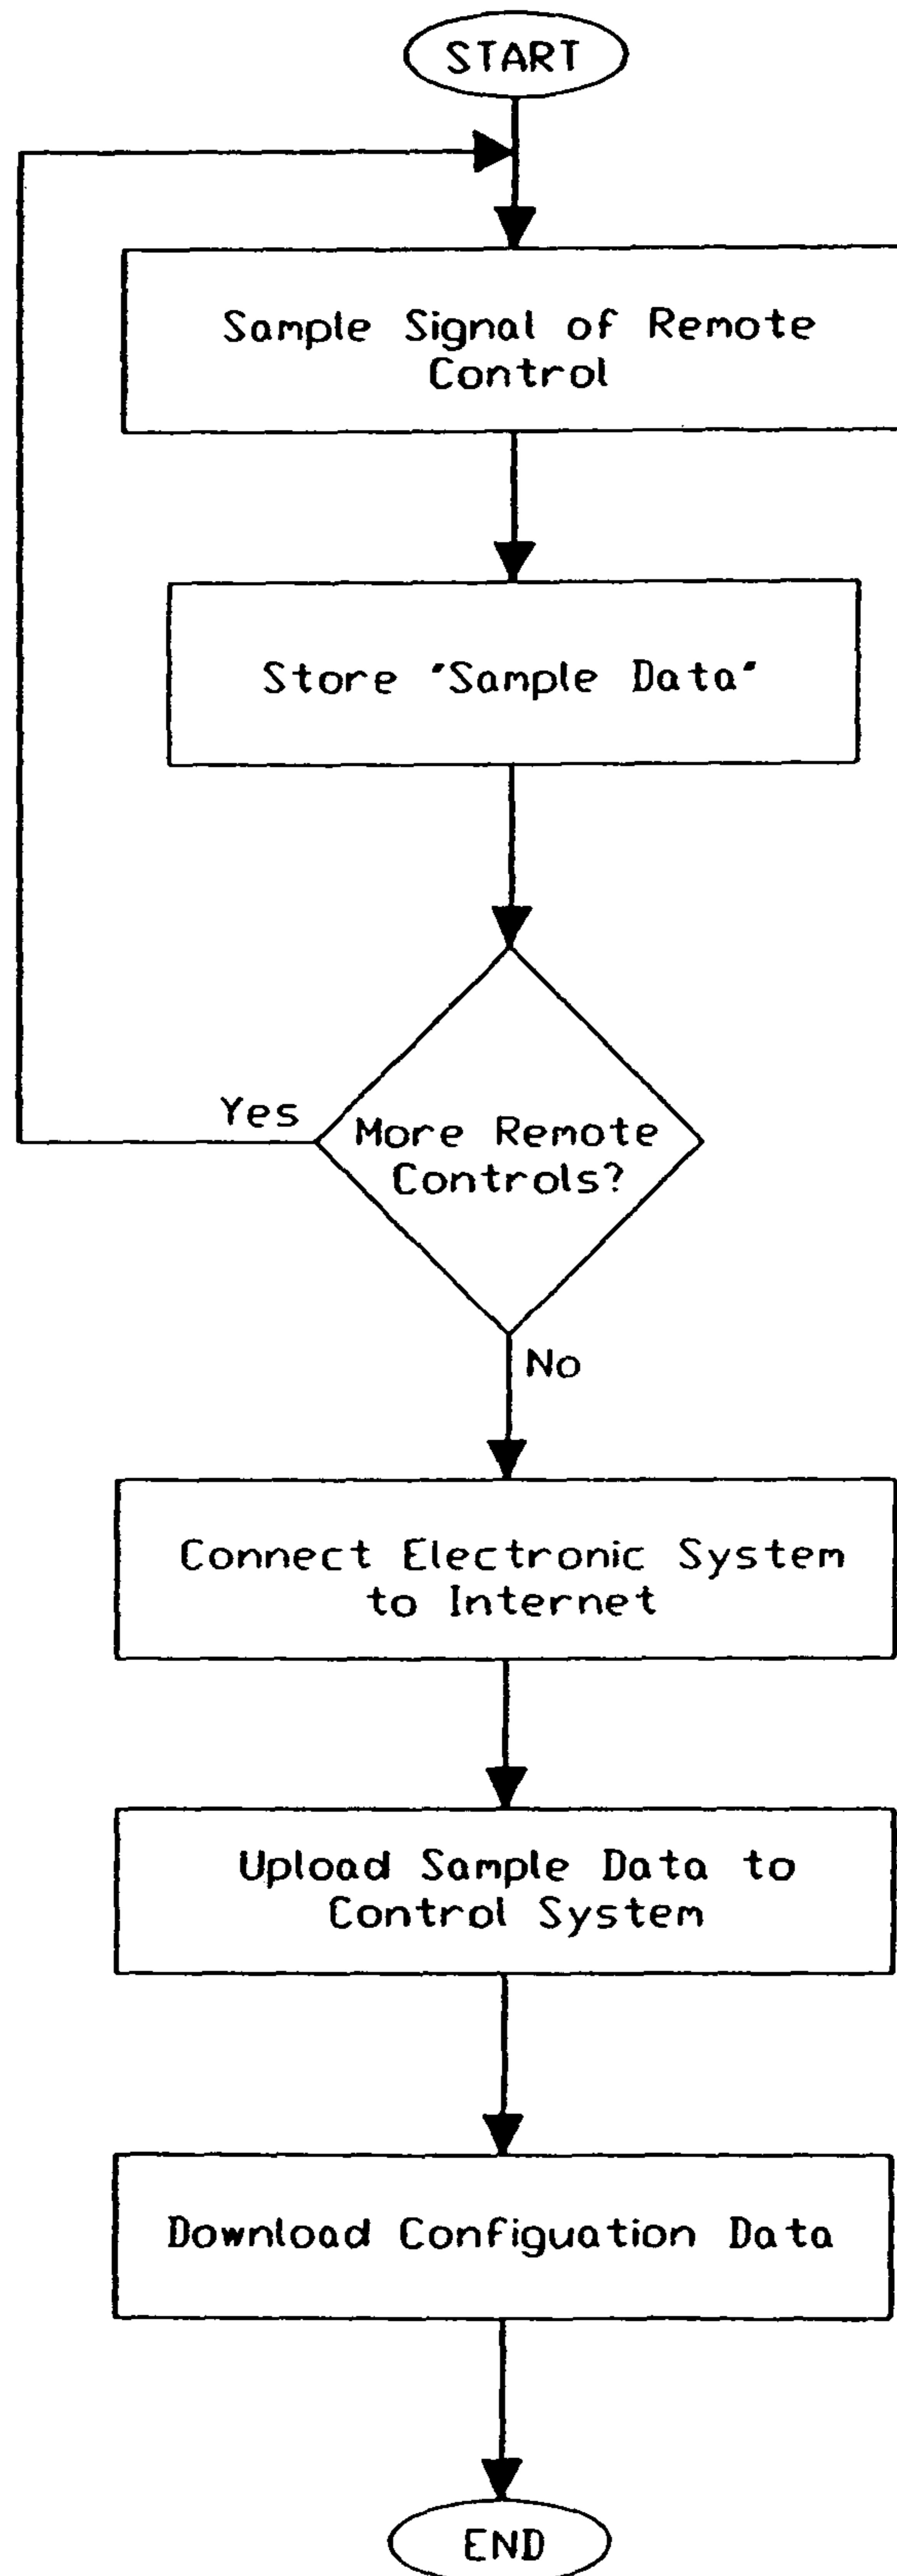 START
Sample Signal of Remote
Control
Store "Sample Data"
Yes
More Remote
Controls?
No
Connect Electronic System
to Internet
Upload Sample Data to
Control System
Download Configuation Data
END